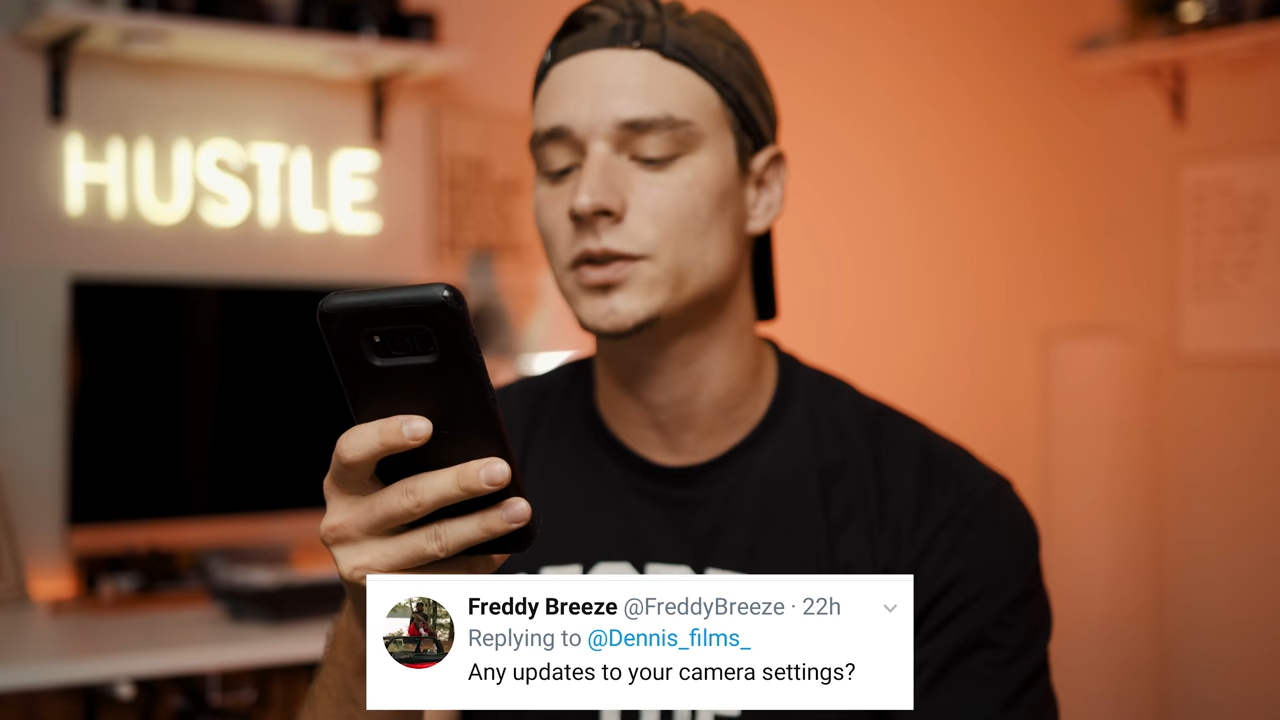 HUSTLE
Freddy Breeze @FreddyBreeze · 22h
Replying to @Dennis_films_
Any updates to your camera settings?